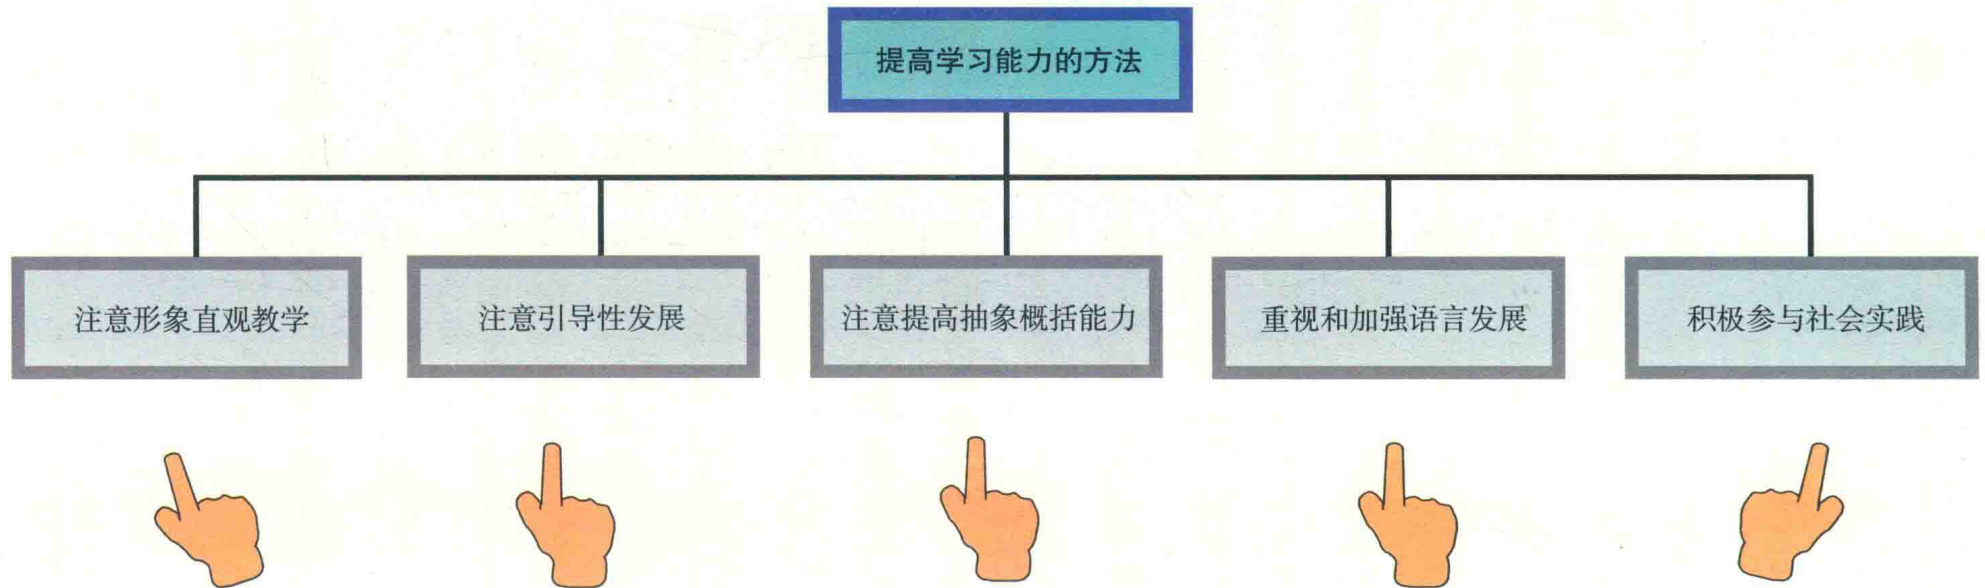 提高学习能力的方法
注意形象直观教学
注意引导性发展
注意提高抽象概括能力
重视和加强语言发展
积极参与社会实践